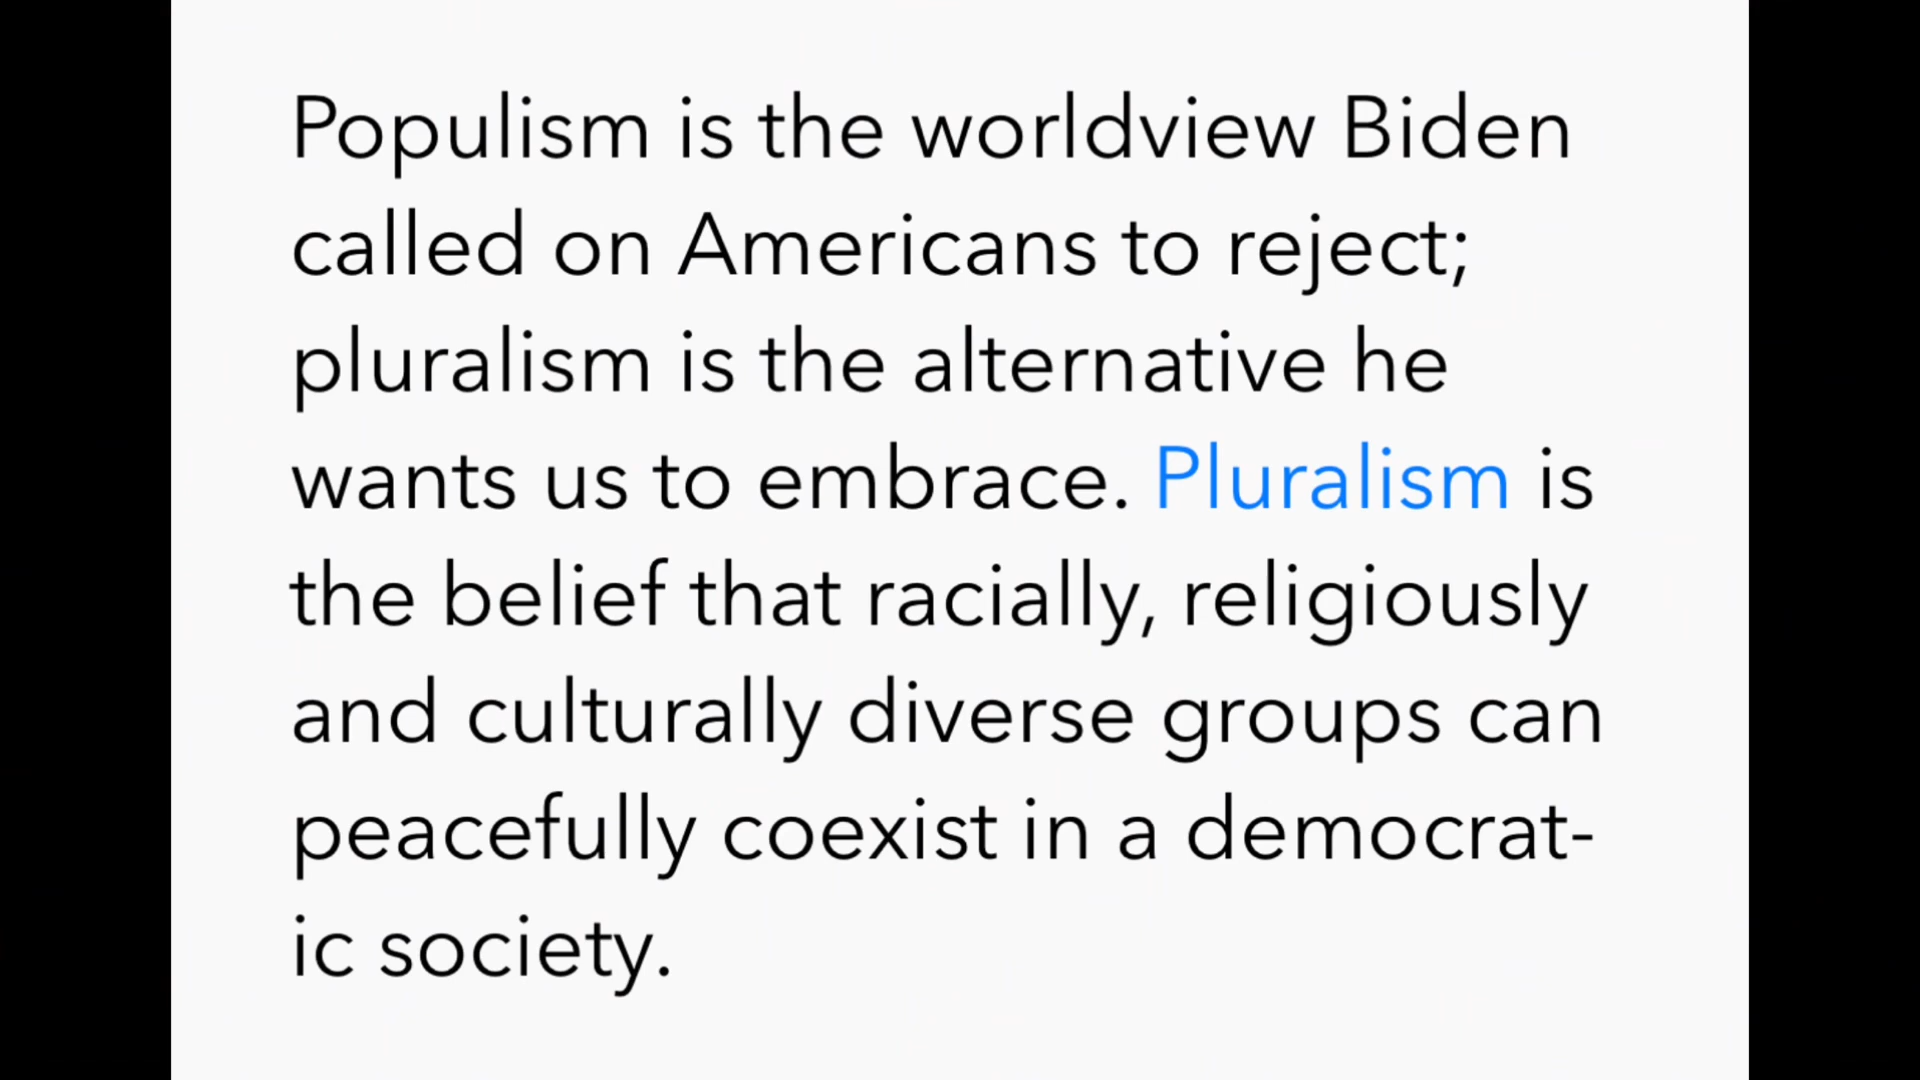 Populism is the worldview Biden
called on Americans to reject;
pluralism is the alternative he
wants us to embrace. Pluralism is
the belief that racially, religiously
and culturally diverse groups can
peacefully coexist in a democrat-
ic society.